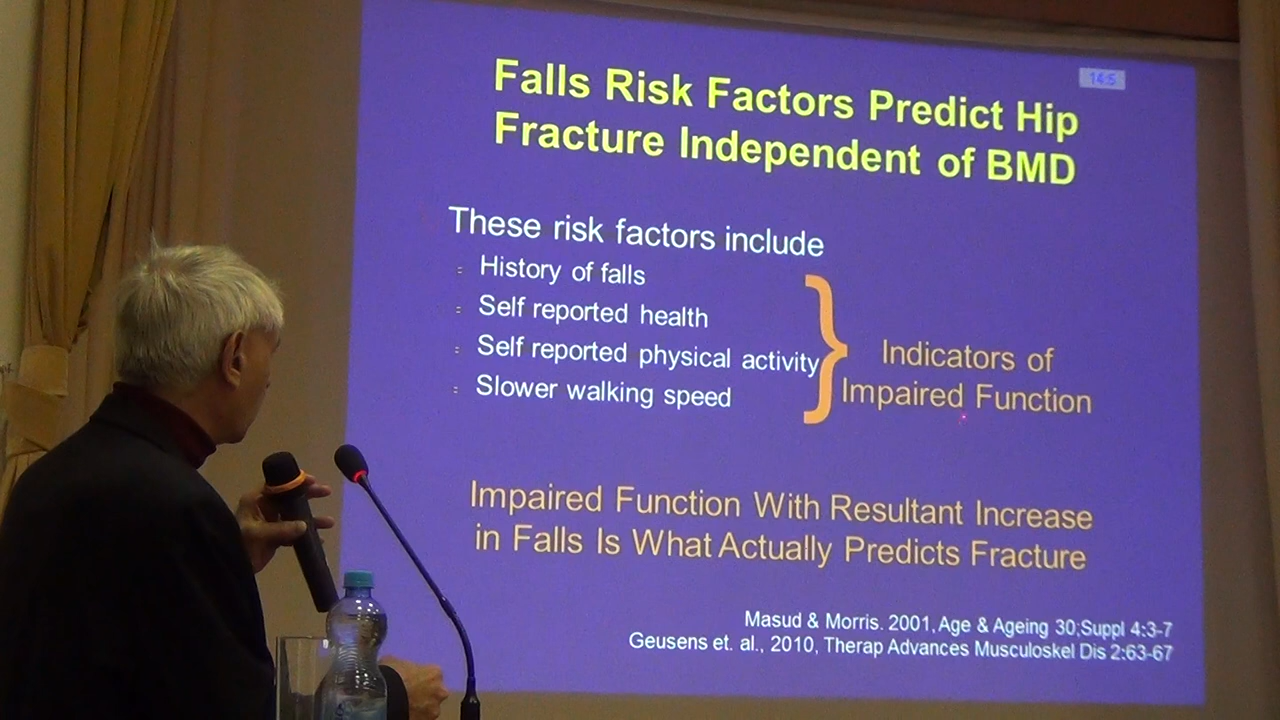 14:5
Falls Risk Factors Predict Hip
Fracture Independent of BMD
These risk factors include
History of falls
Self reported health
Self reported physical activity
Slower walking speed
Indicators of
Impaired Function
Impaired Function With Resultant Increase
in Falls Is What Actually Predicts Fracture
Masud & Morris. 2001, Age & Ageing 30;Suppl 4:3-7
Geusens et. al., 2010, Therap Advances Musculoskel Dis 2:63-67